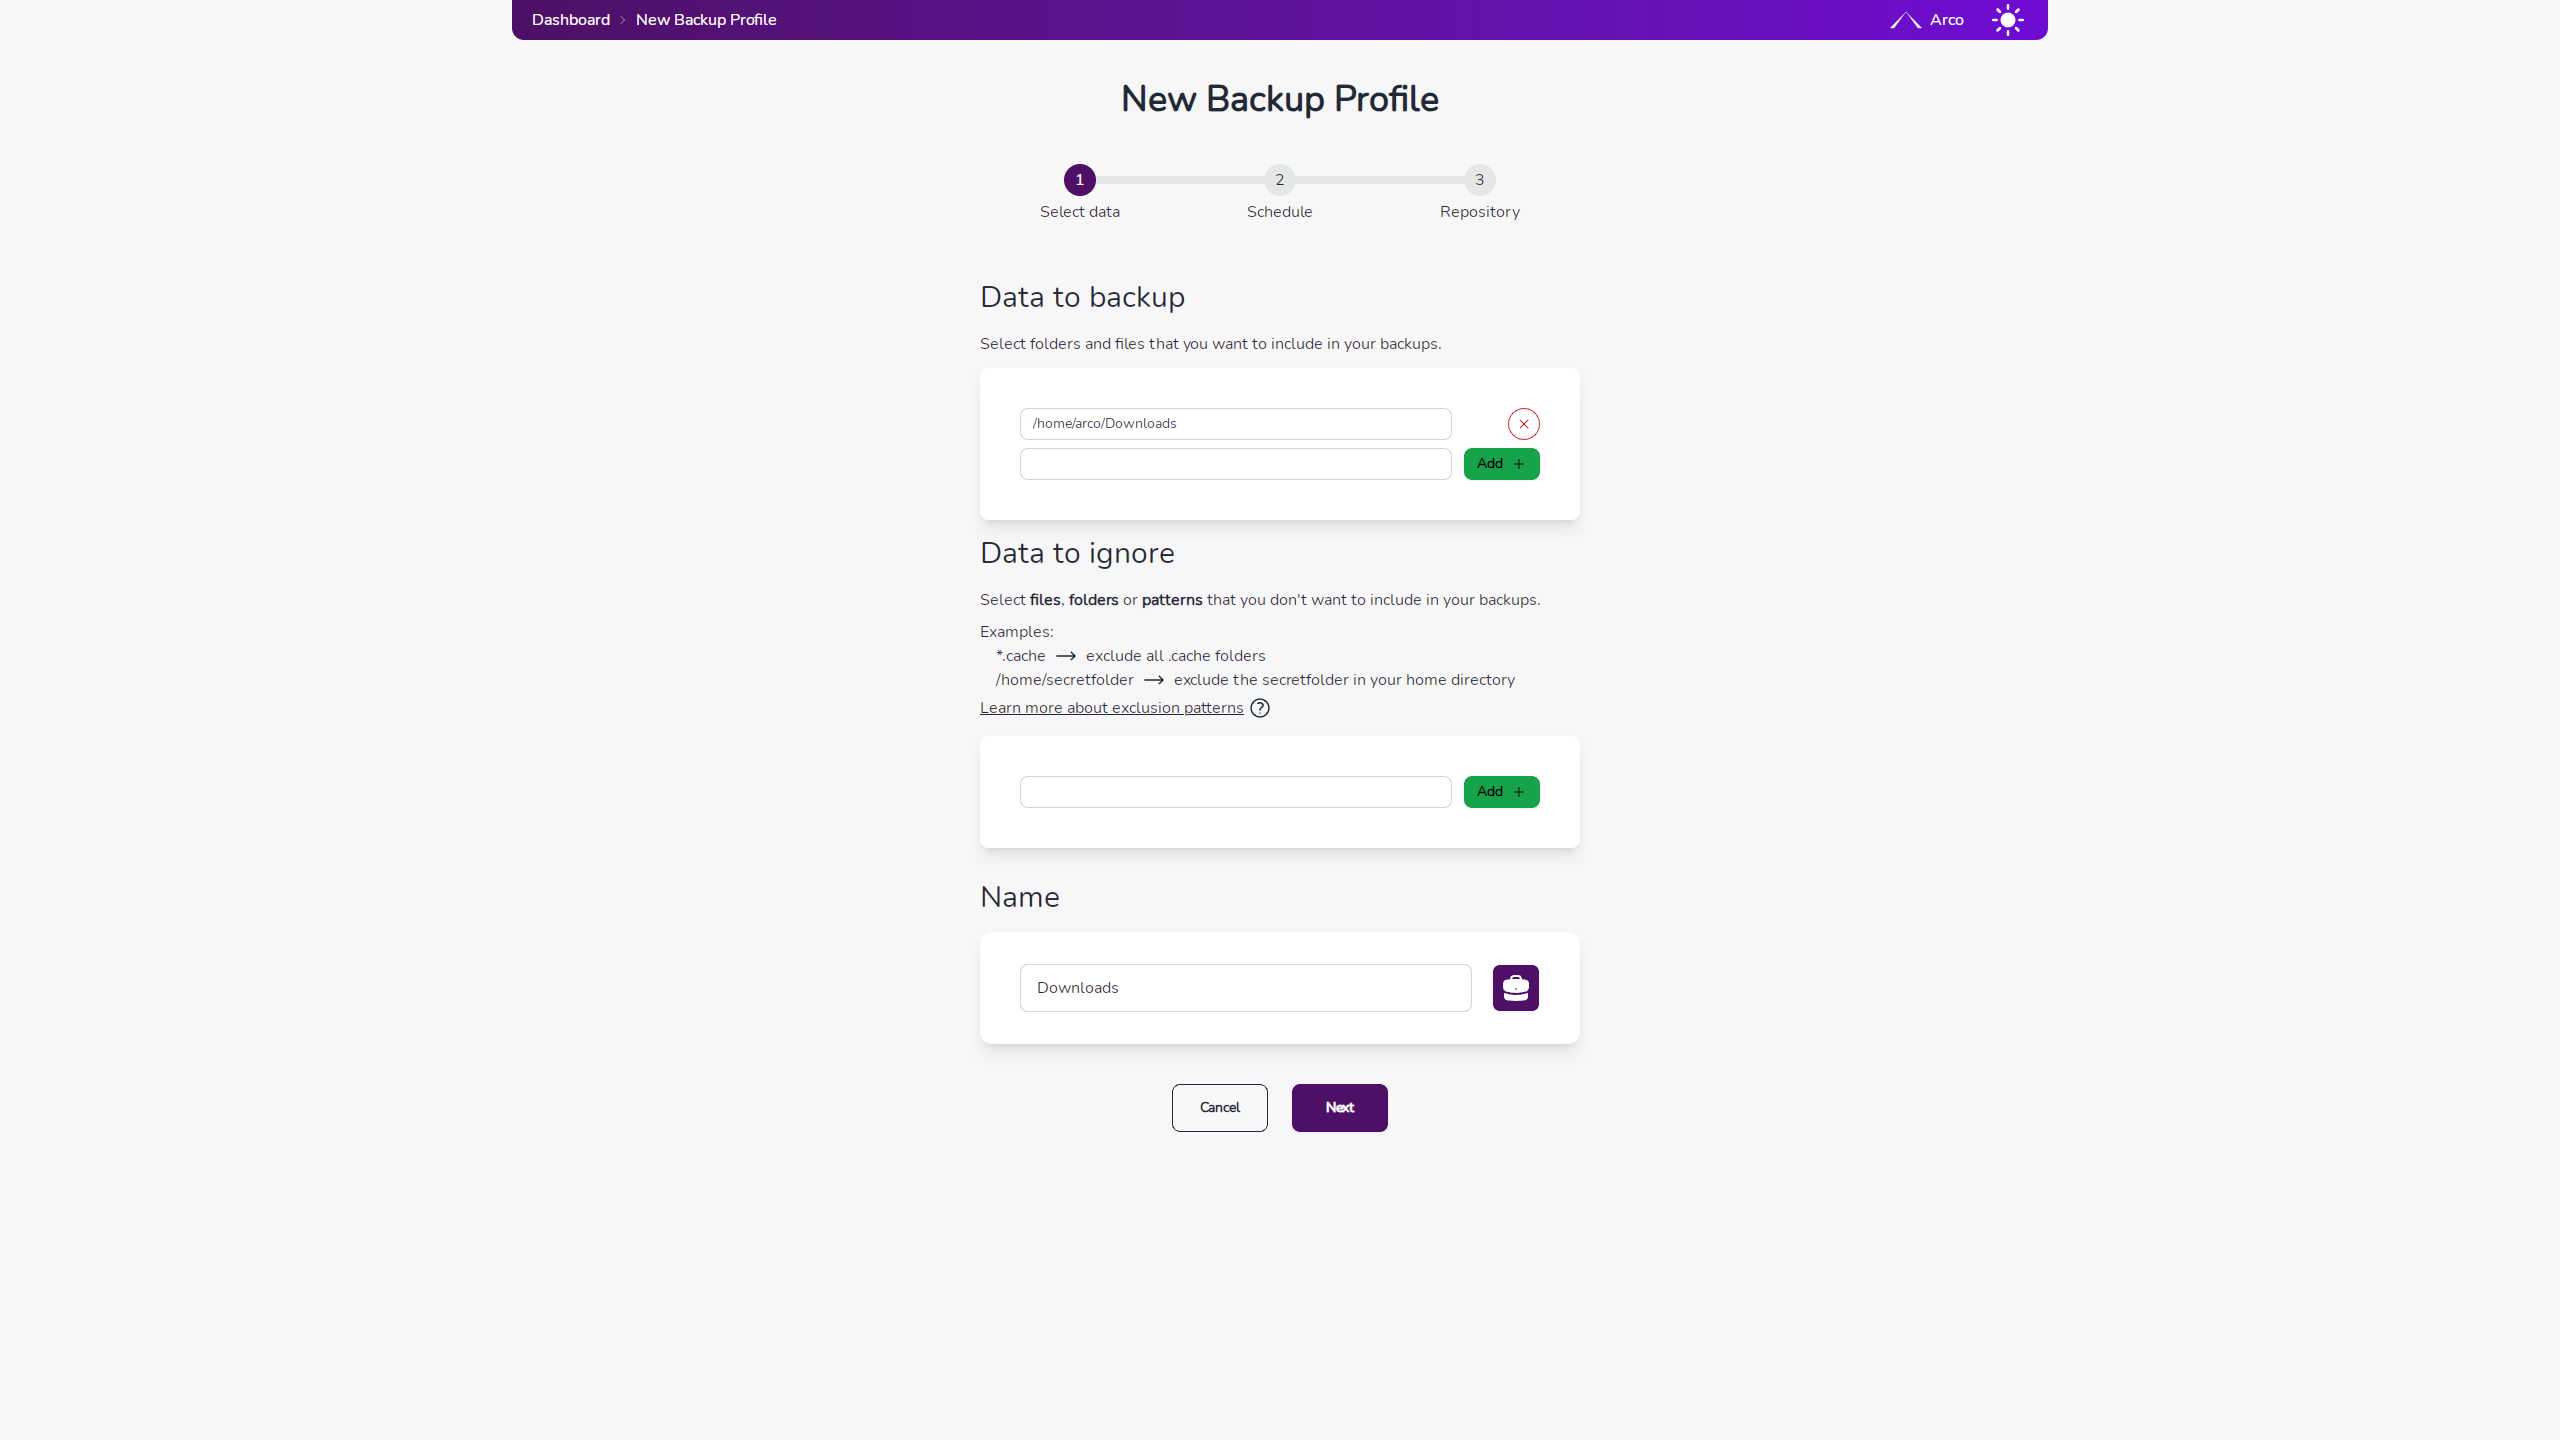 Dashboard > New Backup Profile
Arco
New Backup Profile
1
2
3
Select data
Schedule
Repository
Data to backup
Select folders and files that you want to include in your backups.
/home/arco/Downloads
Add +
Data to ignore
Select files, folders or patterns that you don't want to include in your backups.
Examples:
*.cache → exclude all .cache folders
/home/secretfolder → exclude the secretfolder in your home directory
Learn more about exclusion patterns ?
Add +
Name
Downloads
Cancel
Next